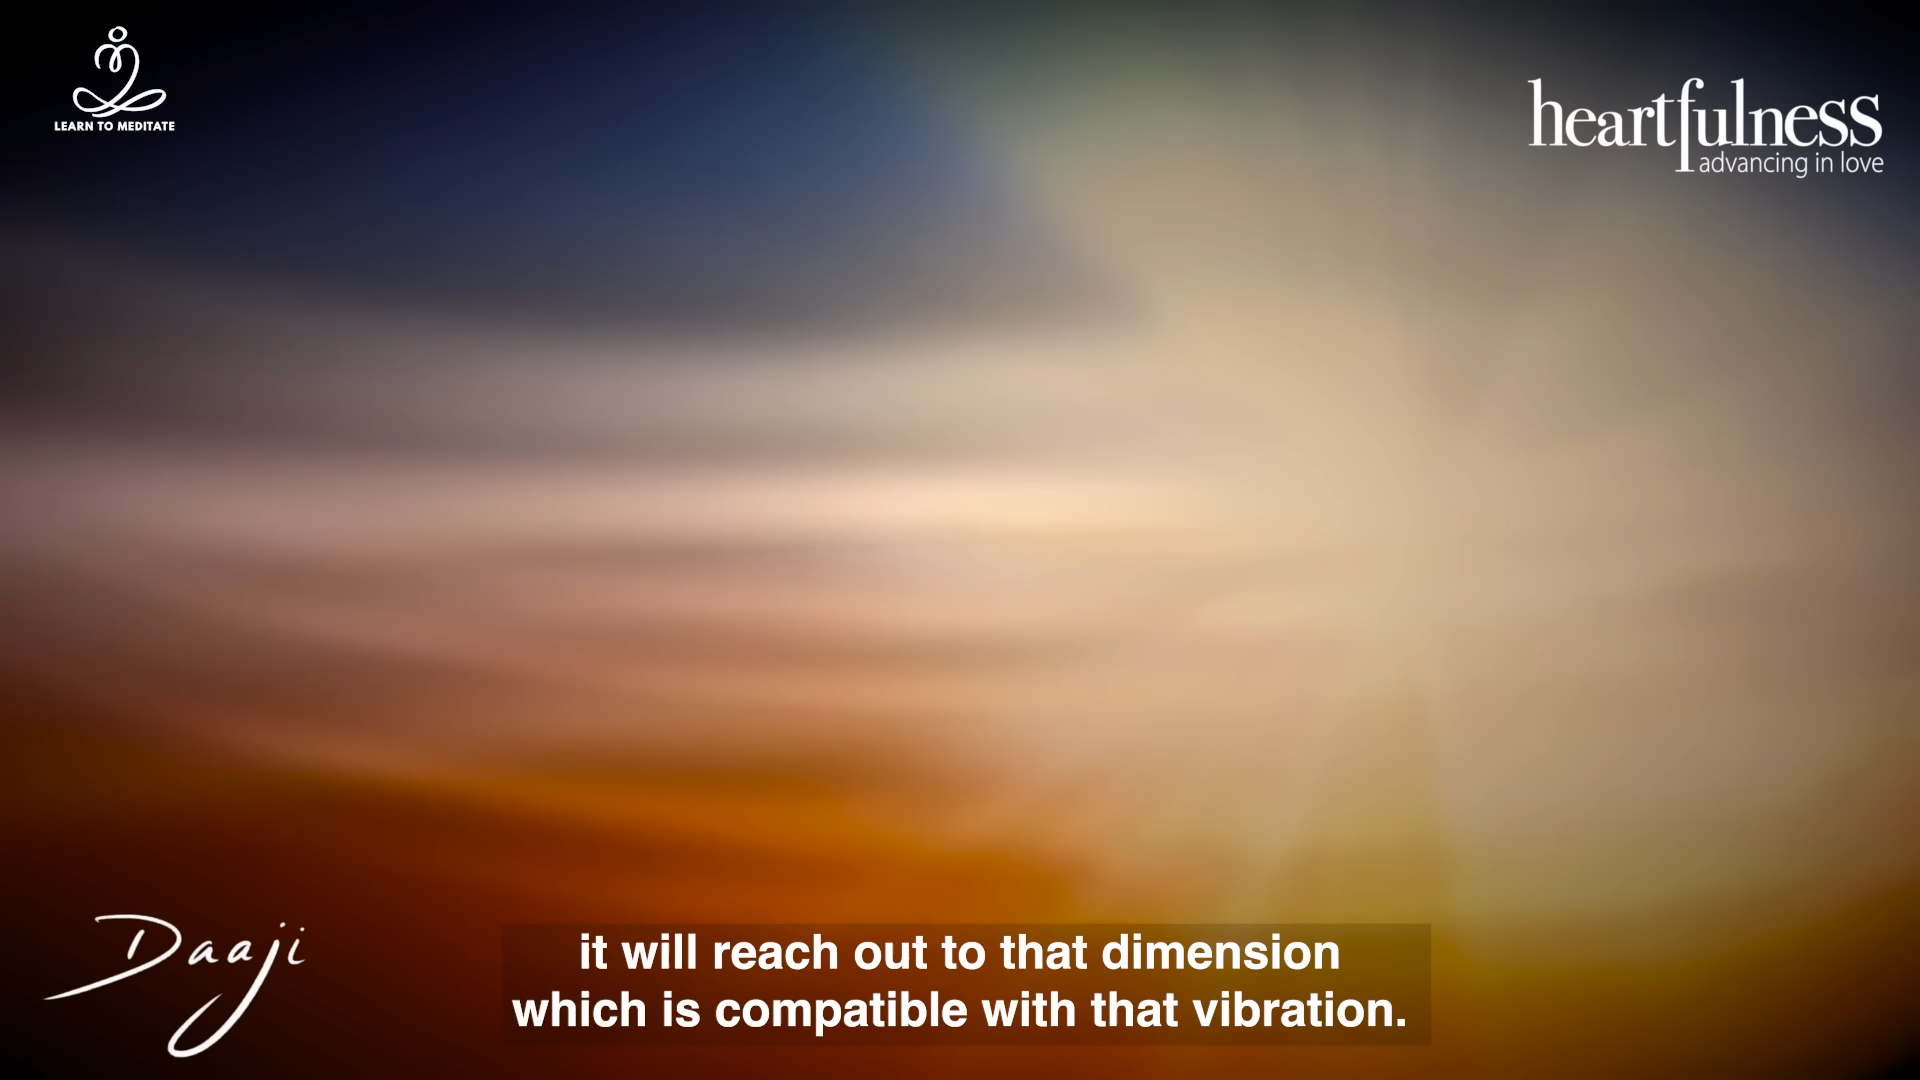 LEARN TO MEDITATE
heartfulness
advancing in love
Daaji
it will reach out to that dimension
which is compatible with that vibration.